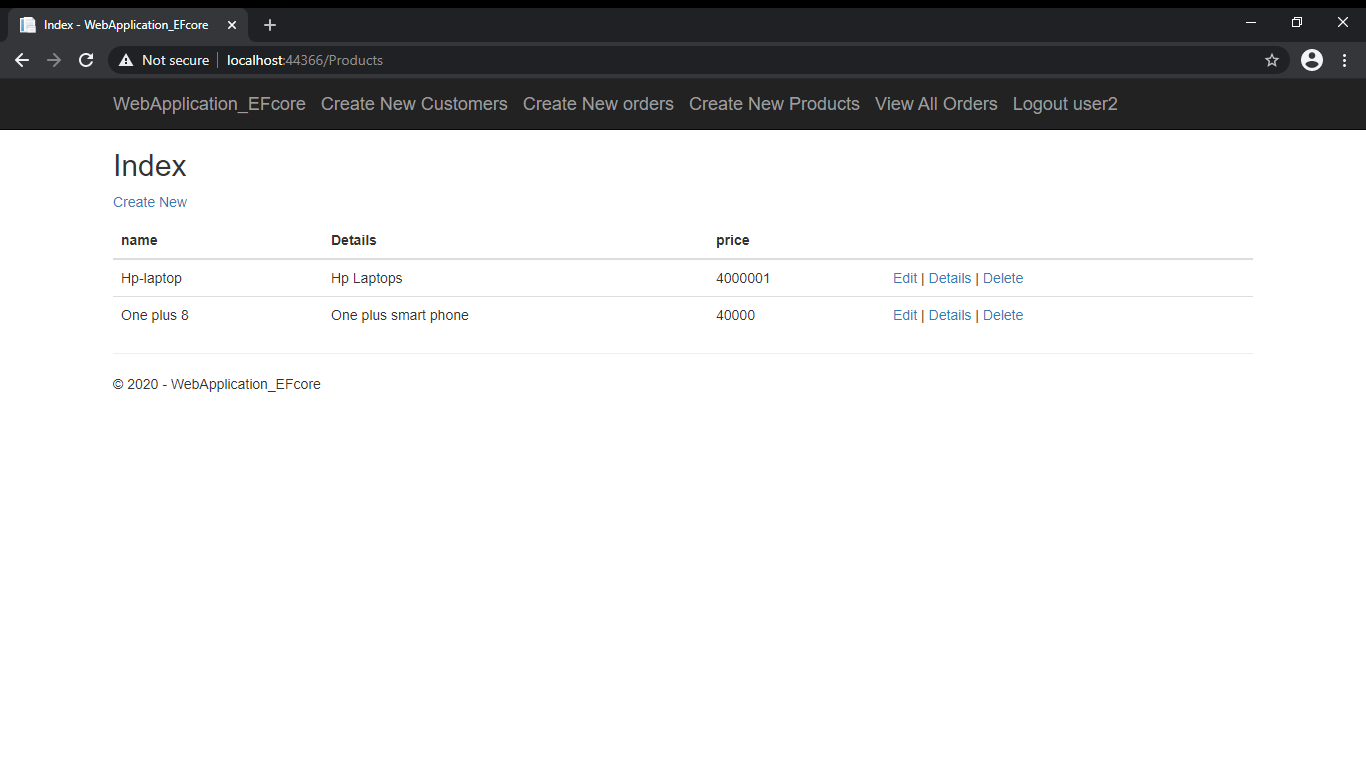 Index - WebApplication_EFcore
Not secure localhost:44366/Products
WebApplication_EFcore Create New Customers Create New orders Create New Products View All Orders Logout user2
Index
Create New
name Details price
Hp-laptop Hp Laptops 4000001 Edit | Details | Delete
One plus 8 One plus smart phone 40000 Edit | Details | Delete
© 2020 - WebApplication_EFcore